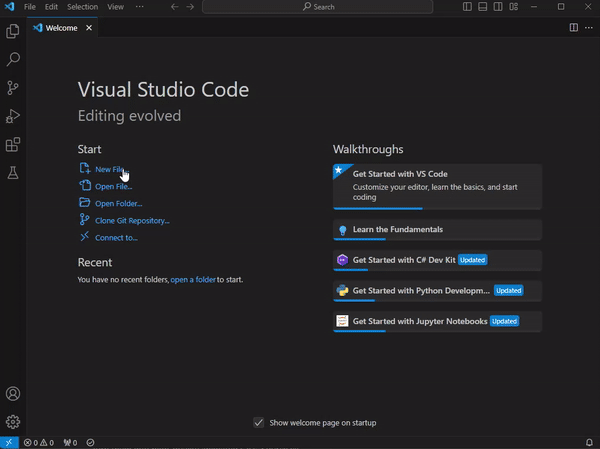 File Edit Selection View ··· Search
Welcome
Visual Studio Code
Editing evolved
Start
New File...
Open File...
Open Folder...
Clone Git Repository...
Connect to...
Recent
You have no recent folders, open a folder to start.
Walkthroughs
Get Started with VS Code
Customize your editor, learn the basics, and start
coding
Learn the Fundamentals
Get Started with C# Dev Kit Updated
Get Started with Python Developm... Updated
Get Started with Jupyter Notebooks Updated
Show welcome page on startup
0 0 0